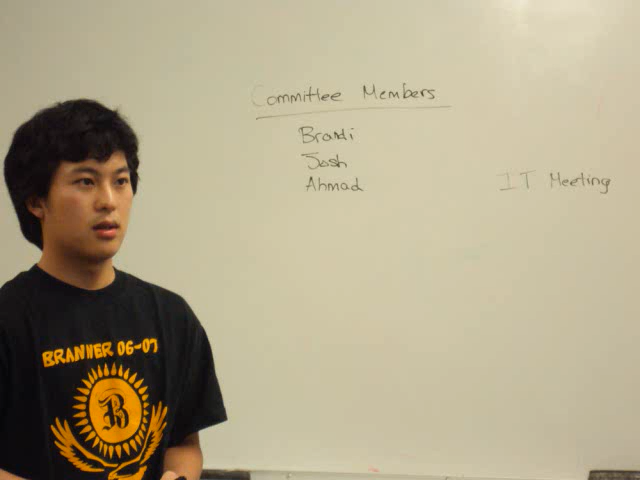 Committee Members
Brandi
Josh
Ahmad
IT Meeting
BRANNER 06-07
B